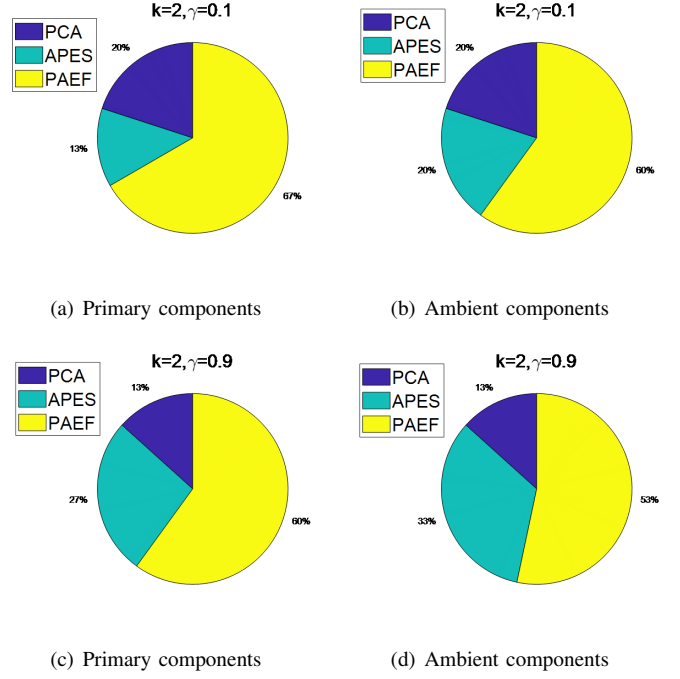 k=2,γ=0.1
PCA
APES
PAEF
20%
13%
67%
(a) Primary components
k=2,γ=0.1
PCA
APES
PAEF
20%
20%
60%
(b) Ambient components
k=2,γ=0.9
PCA
APES
PAEF
13%
27%
60%
(c) Primary components
k=2,γ=0.9
PCA
APES
PAEF
13%
33%
53%
(d) Ambient components